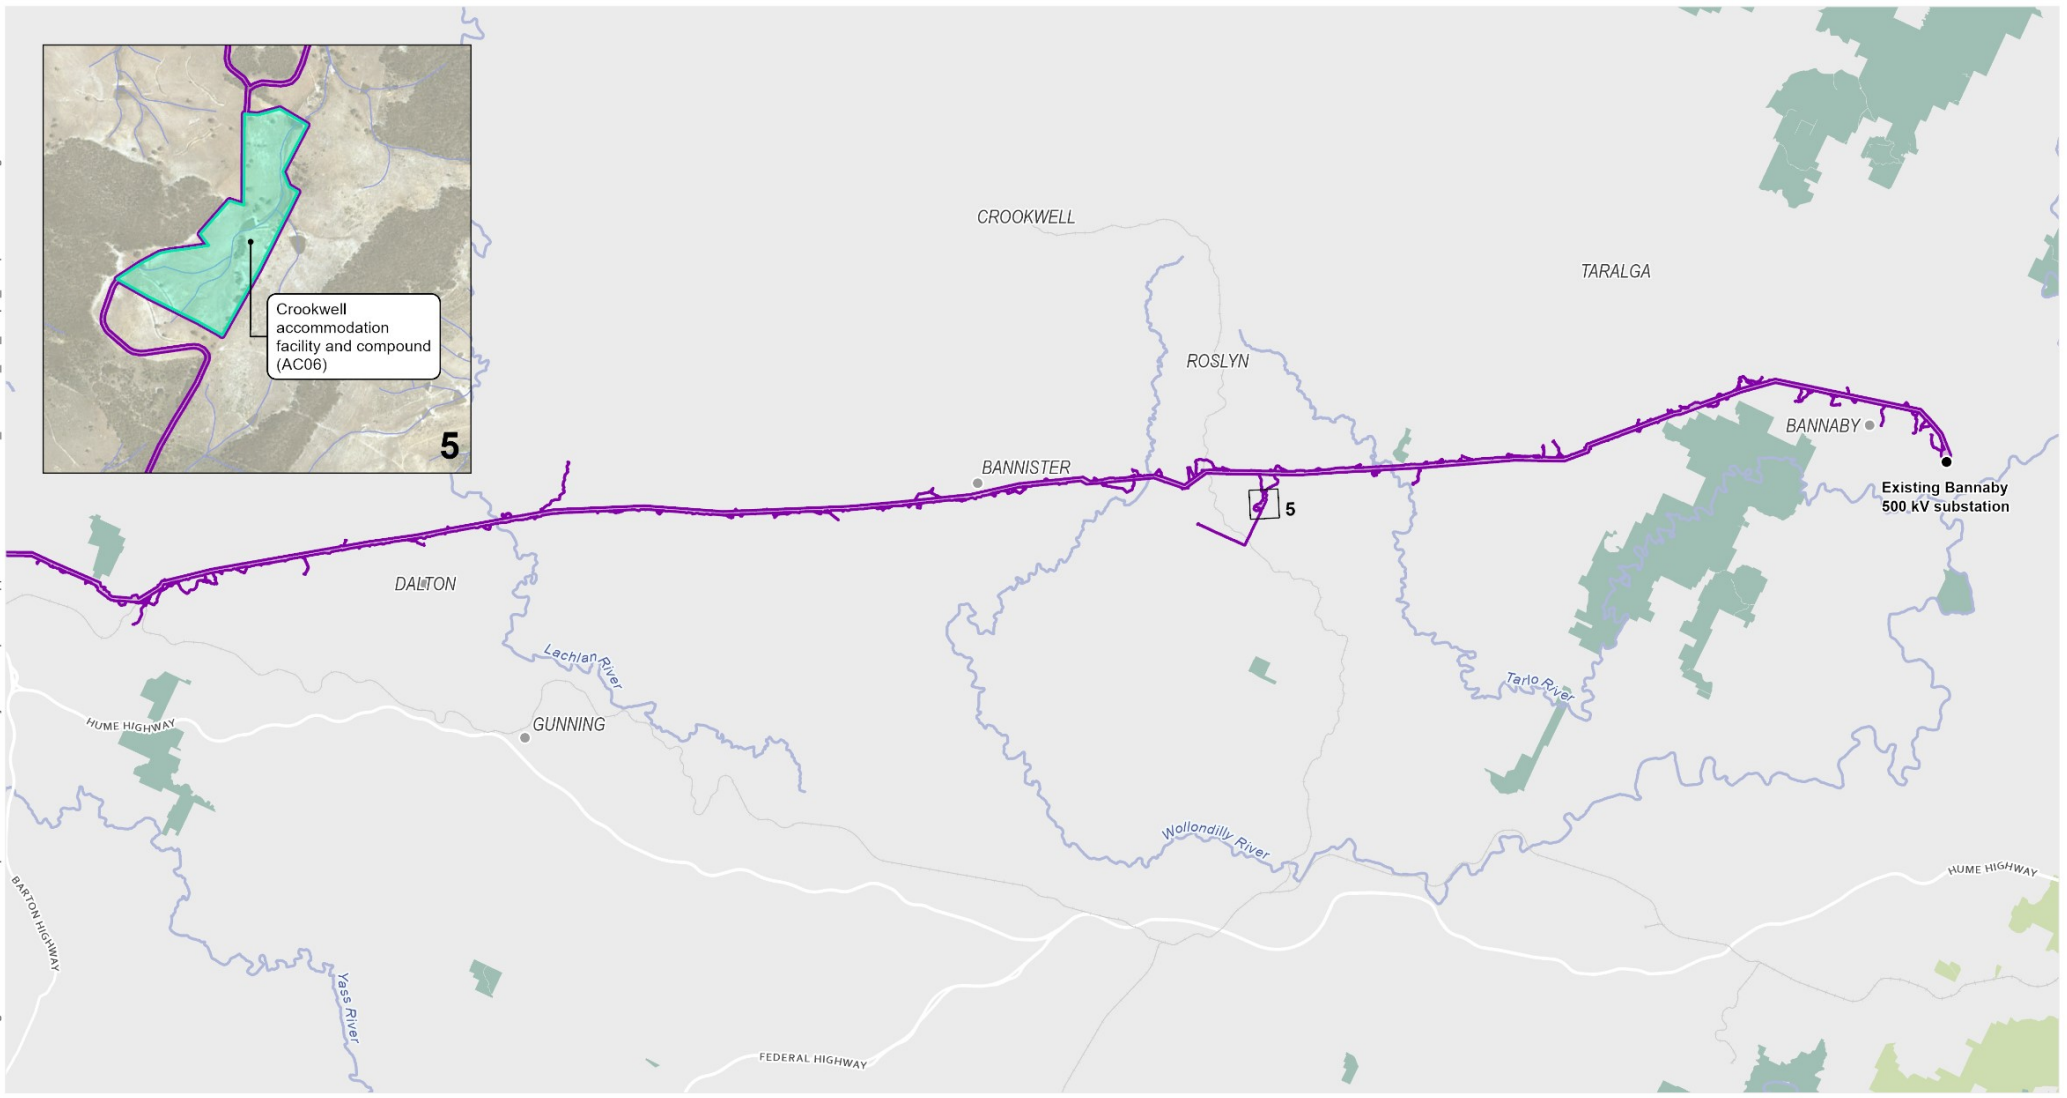 Crookwell
accommodation
facility and compound
(AC06)
5
CROOKWELL
TARALGA
ROSLYN
BANNABY
BANNISTER
Existing Bannaby
500 kV substation
5
DALTON
Lachlan River
Tarlo River
GUNNING
HUME HIGHWAY
Wollondilly River
HUME HIGHWAY
BARTON HIGHWAY
Yass River
FEDERAL HIGHWAY